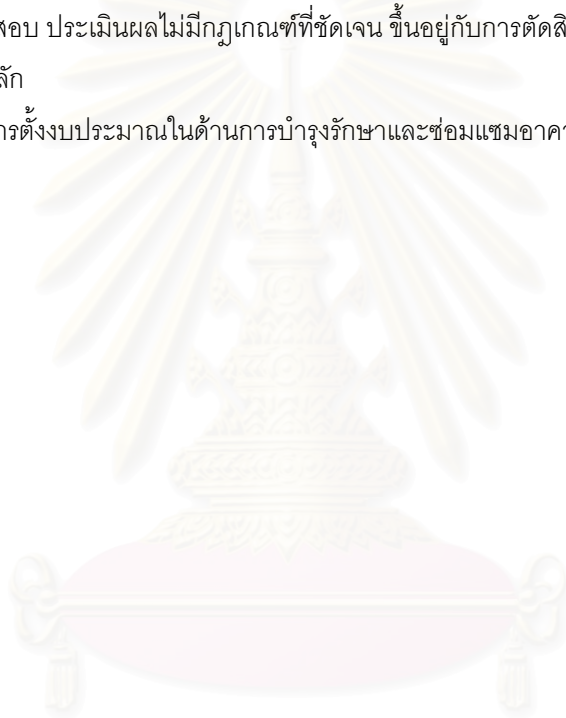 สอบ ประเมินผลไม่มีกฎเกณฑ์ที่ชัดเจน ขึ้นอยู่กับการตัดสิ
ลัก
ารตั้งงบประมาณในด้านการบำรุงรักษาและซ่อมแซมอาคา